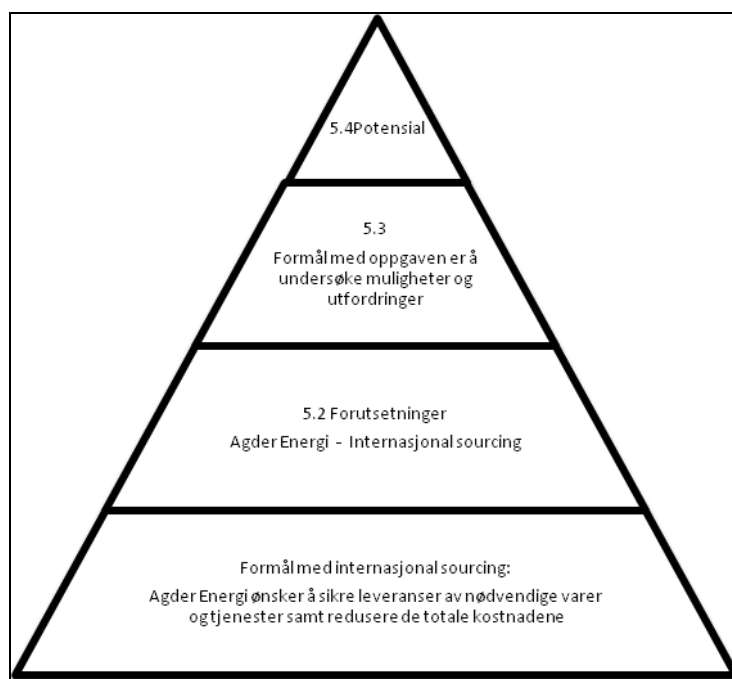 5.4Potensial
5.3
Formål med oppgaven er å
undersøke muligheter og
utfordringer
5.2 Forutsetninger
Agder Energi - Internasjonal sourcing
Formål med internasjonal sourcing:
Agder Energi ønsker å sikre leveranser av nødvendige varer
og tjenester samt redusere de totale kostnadene